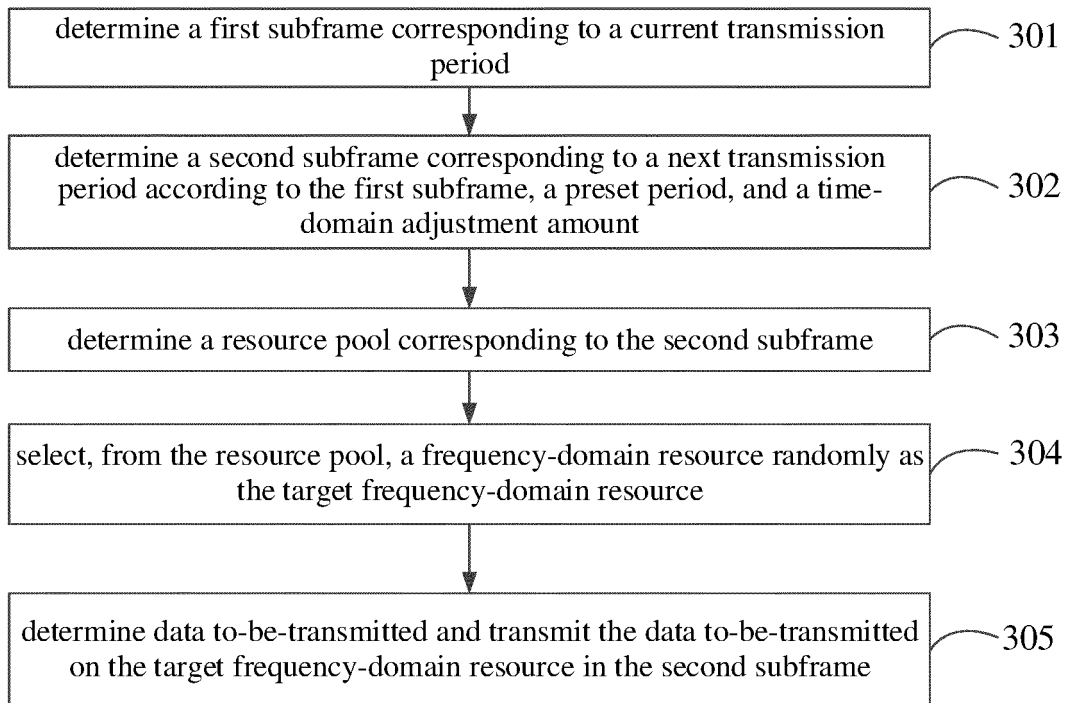 determine a first subframe corresponding to a current transmission
period
301
determine a second subframe corresponding to a next transmission
period according to the first subframe, a preset period, and a time-
domain adjustment amount
302
determine a resource pool corresponding to the second subframe
303
select, from the resource pool, a frequency-domain resource randomly as
the target frequency-domain resource
304
determine data to-be-transmitted and transmit the data to-be-transmitted
on the target frequency-domain resource in the second subframe
305